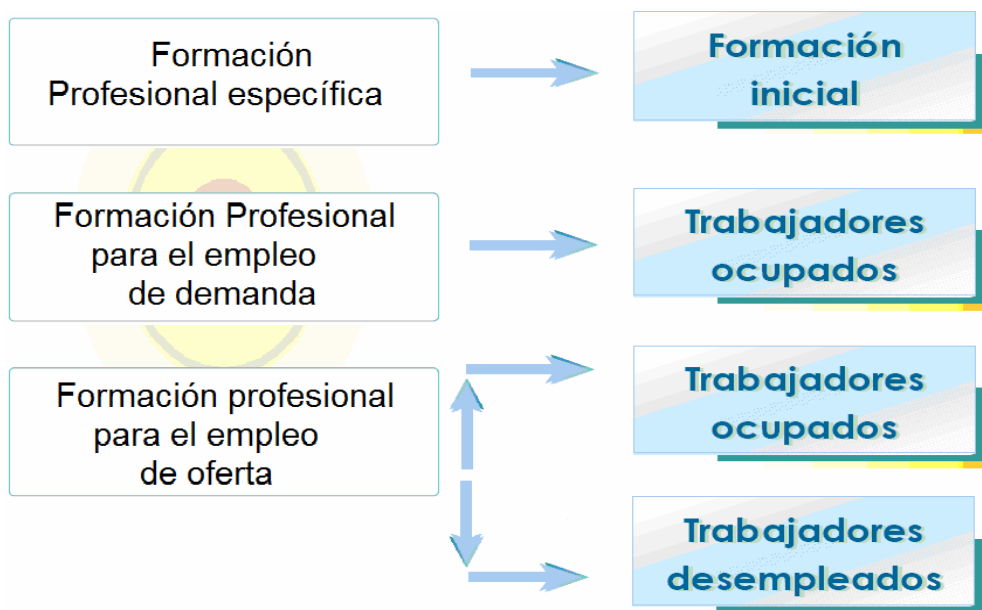 Formación
Profesional específica
Formación
inicial
Formación Profesional
para el empleo
de demanda
Trabajadores
ocupados
Formación profesional
para el empleo
de oferta
Trabajadores
ocupados
Trabajadores
desempleados